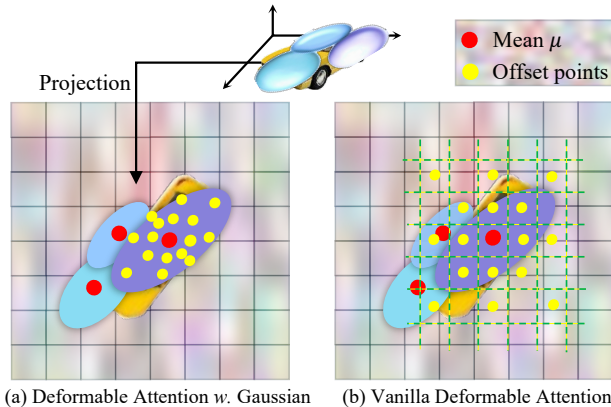 Projection
Mean μ
Offset points
(a) Deformable Attention w. Gaussian
(b) Vanilla Deformable Attention